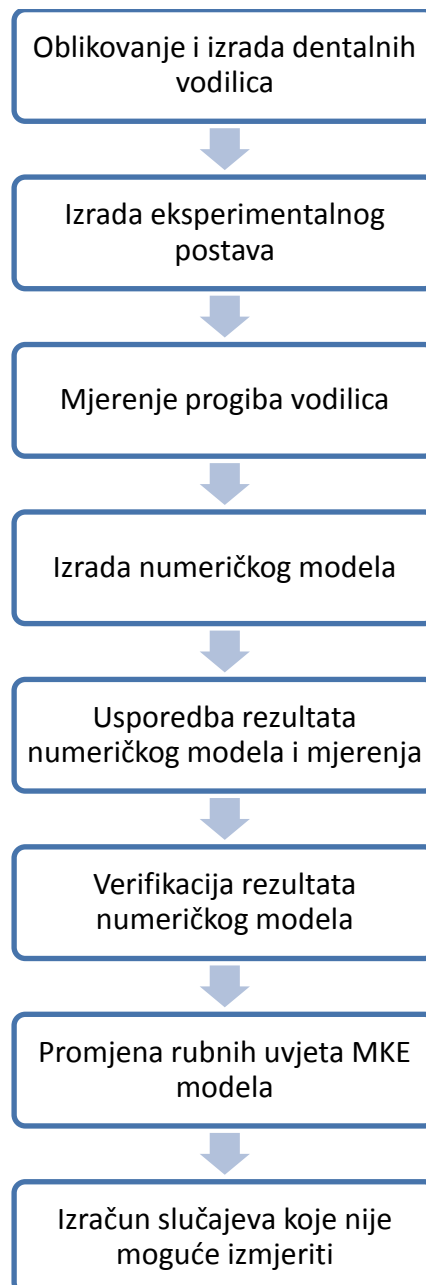 Oblikovanje i izrada dentalnih
vodilica
Izrada eksperimentalnog
postava
Mjerenje progiba vodilica
Izrada numeričkog modela
Usporedba rezultata
numeričkog modela i mjerenja
Verifikacija rezultata
numeričkog modela
Promjena rubnih uvjeta MKE
modela
Izračun slučajeva koje nije
moguće izmjeriti